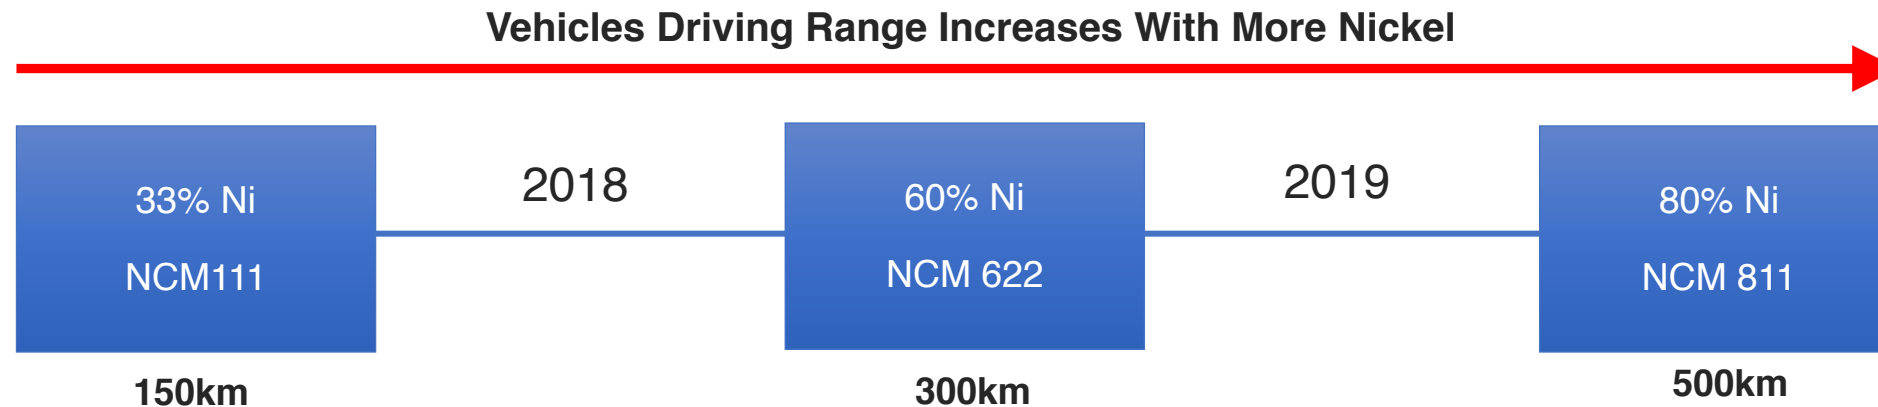 Vehicles Driving Range Increases With More Nickel
33% Ni
NCM111
150km
2018
60% Ni
NCM 622
300km
2019
80% Ni
NCM 811
500km